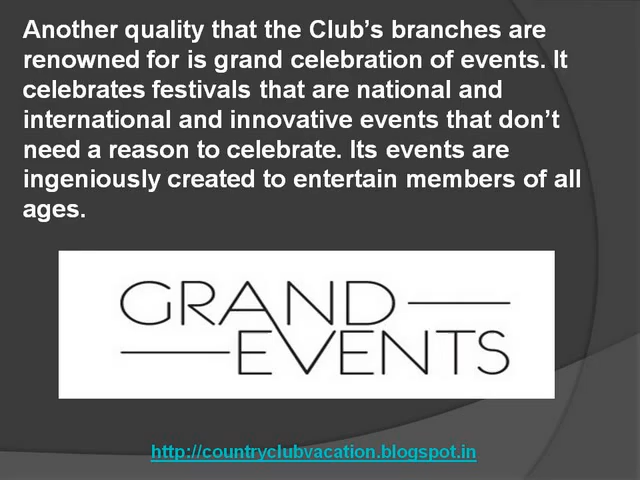 Another quality that the Club’s branches are
renowned for is grand celebration of events. It
celebrates festivals that are national and
international and innovative events that don’t
need a reason to celebrate. Its events are
ingeniously created to entertain members of all
ages.
GRAND
EVENTS
http://countryclubvacation.blogspot.in